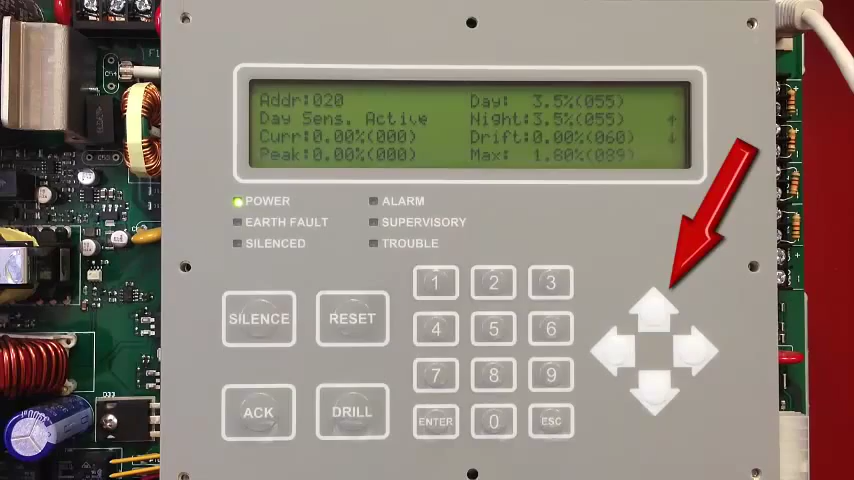 Addr:020 Day: 3.5%(055)
Day Sens. Active Night:3.5%(055) ↑
Curr:0.00%(000) Drift:0.00%(060) ↓
Peak:0.00%(000) Max: 1.80%(089)
POWER ALARM
EARTH FAULT SUPERVISORY
SILENCED TROUBLE
1 2 3
SILENCE RESET
4 5 6
7 8 9
ACK DRILL
ENTER 0 ESC